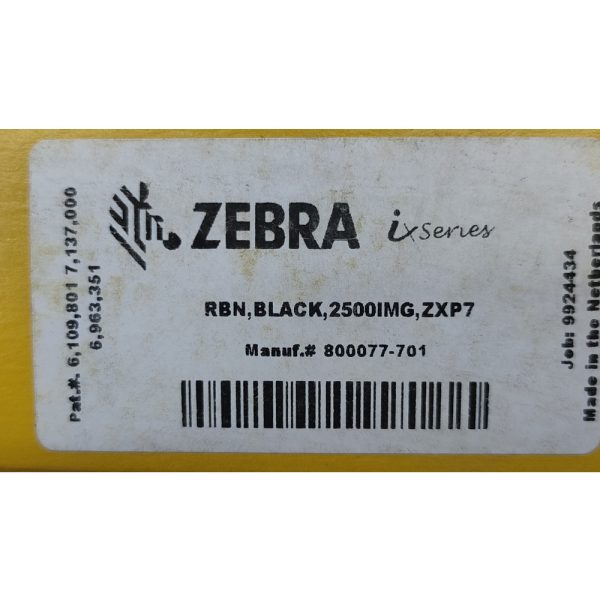 ZEBRA ix series
RBN,BLACK,2500IMG,ZXP7
Manuf.# 800077-701
Pat.#. 6,109,801 7,137,000
6,963,351
Job: 9924434
Made in the Netherlands